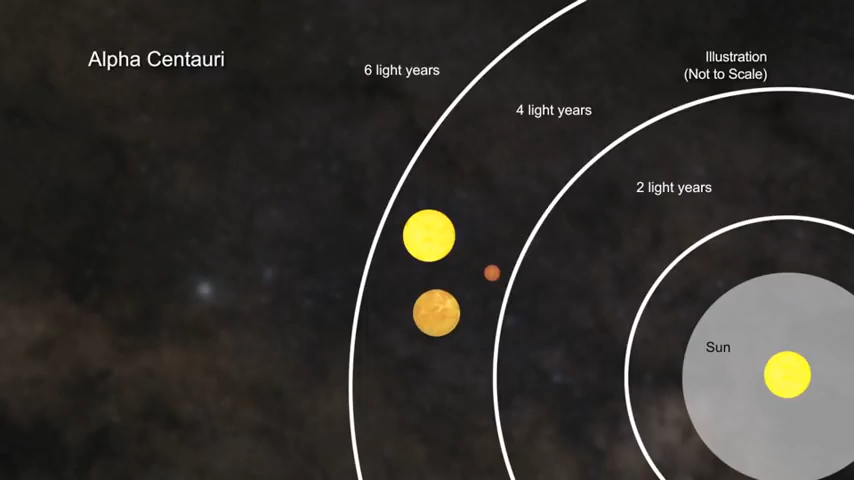 Alpha Centauri
6 light years
Illustration
(Not to Scale)
4 light years
2 light years
Sun